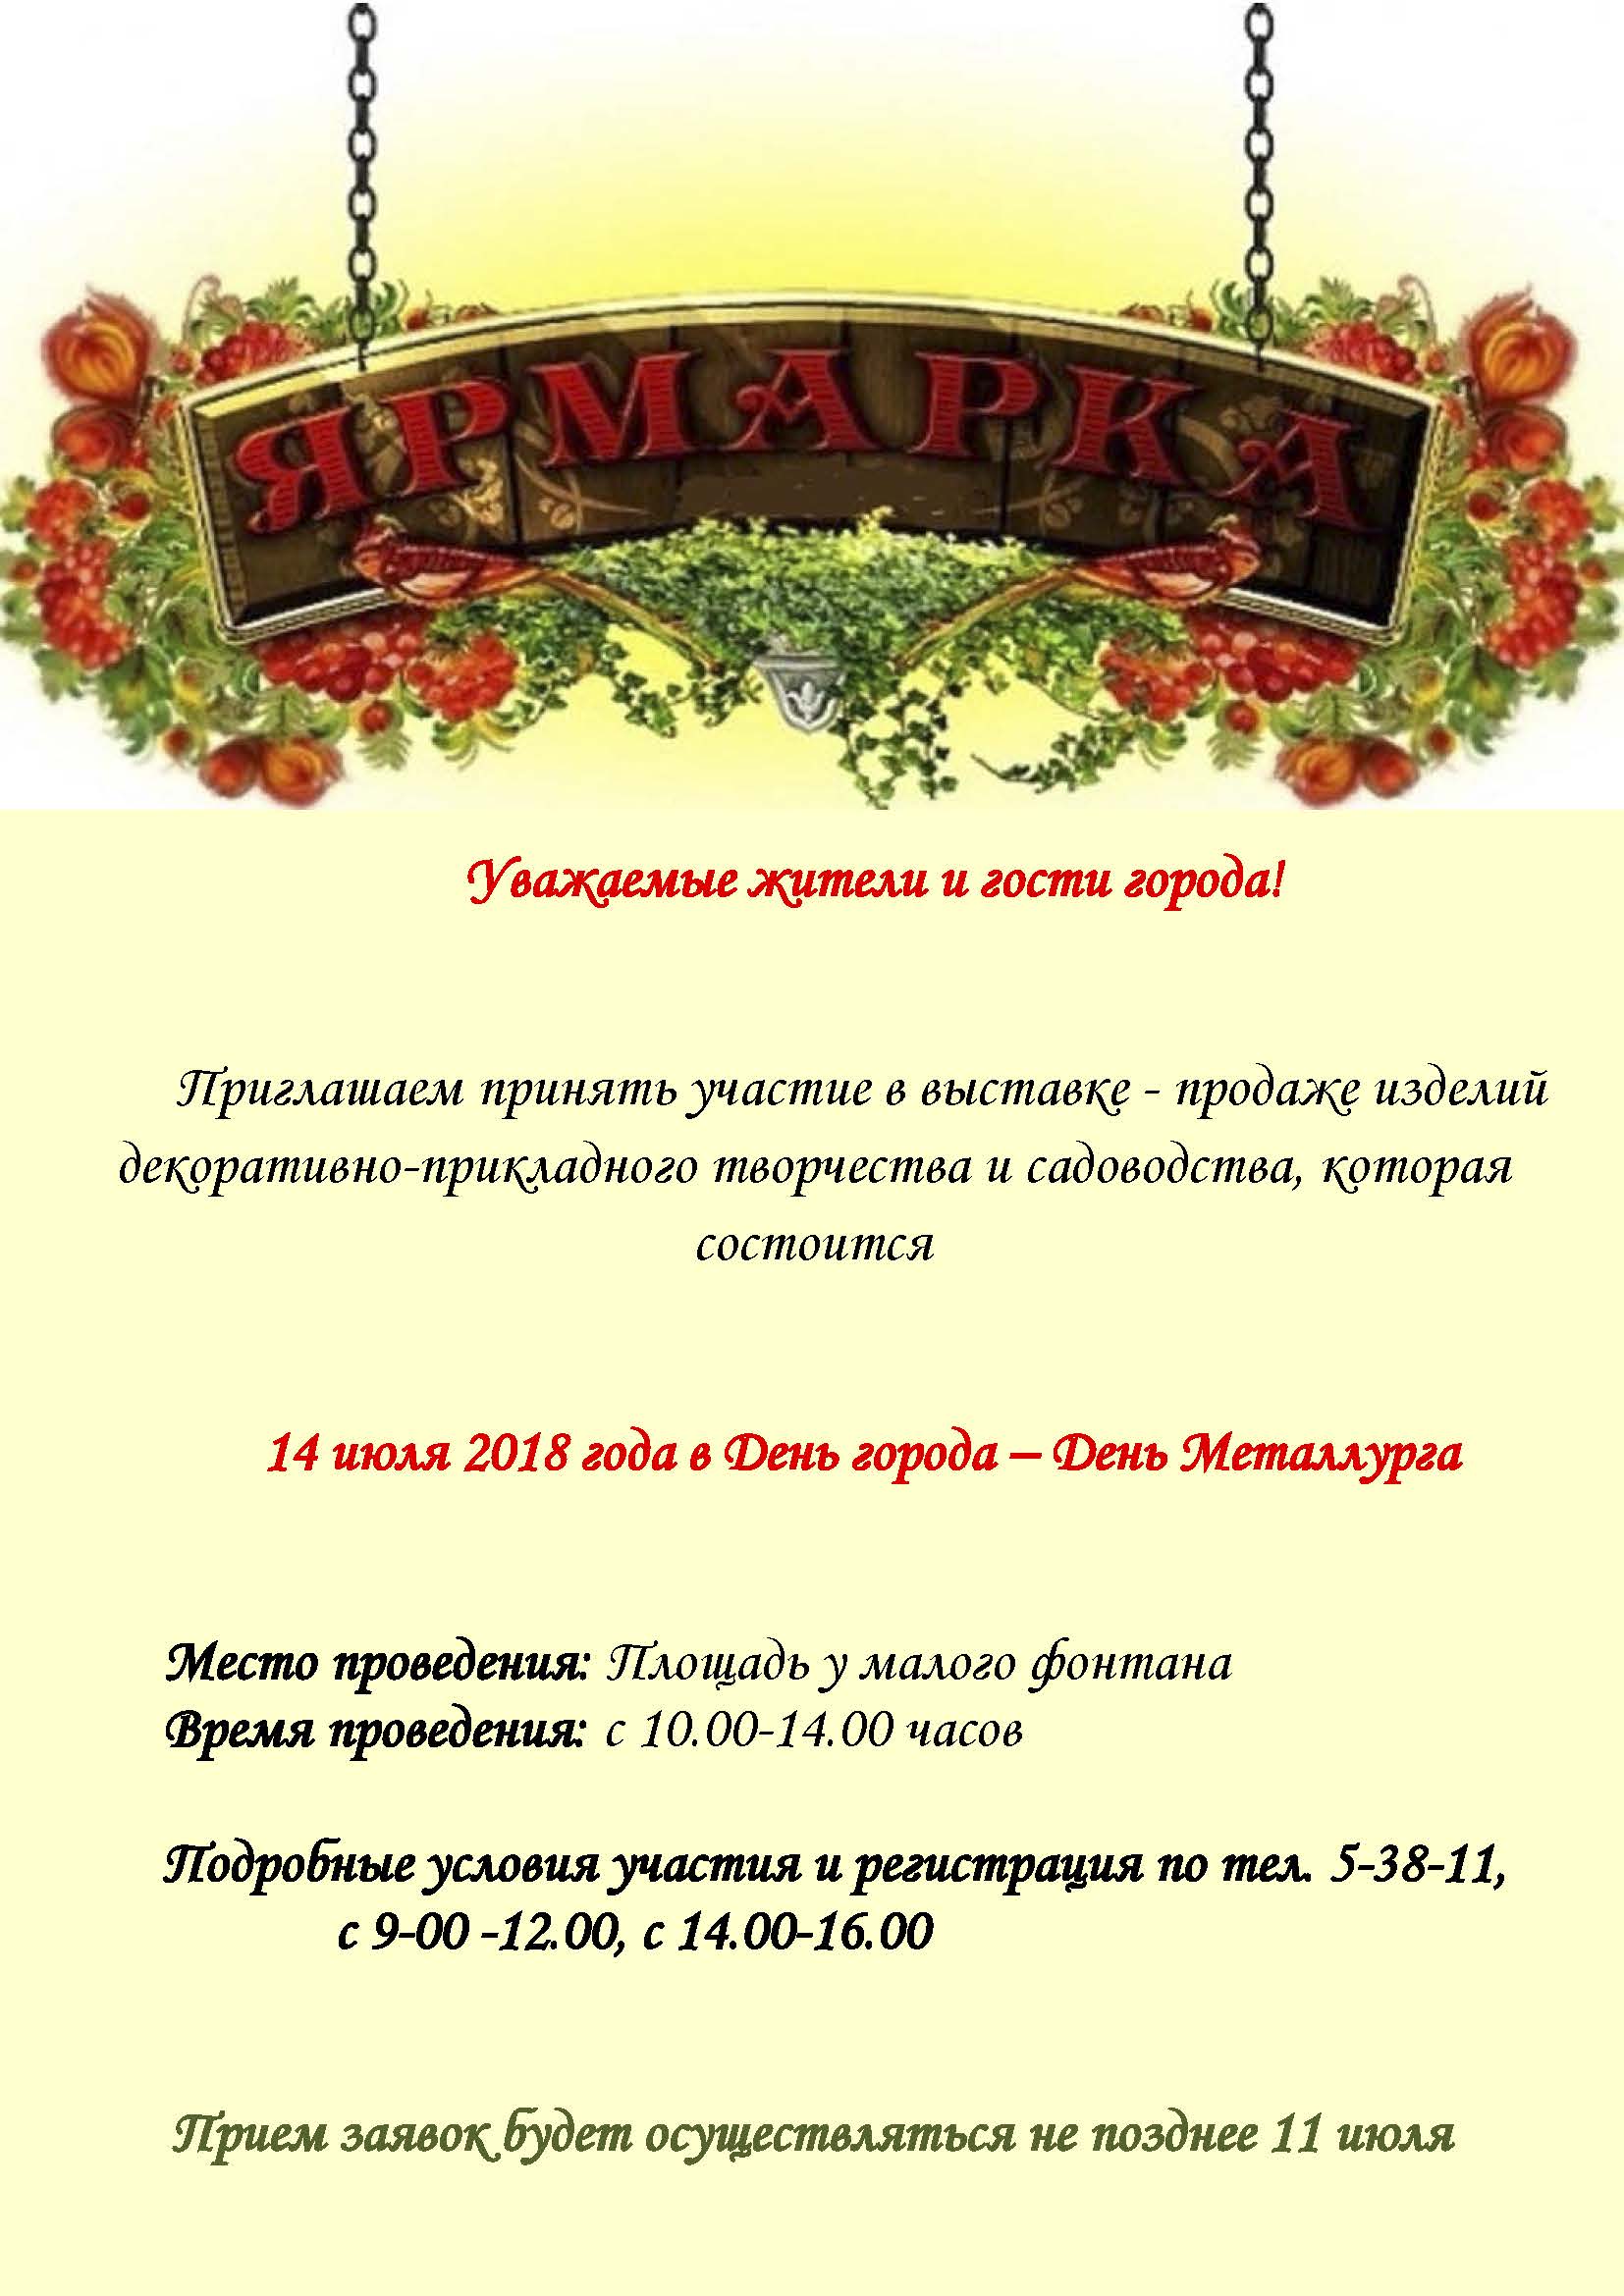 ЯРМАРКА
Уважаемые жители и гости города!
Приглашаем принять участие в выставке - продаже изделий
декоративно-прикладного творчества и садоводства, которая
состоится
14 июля 2018 года в День города – День Металлурга
Место проведения: Площадь у малого фонтана
Время проведения: с 10.00-14.00 часов
Подробные условия участия и регистрация по тел. 5-38-11,
с 9-00 -12.00, с 14.00-16.00
Прием заявок будет осуществляться не позднее 11 июля